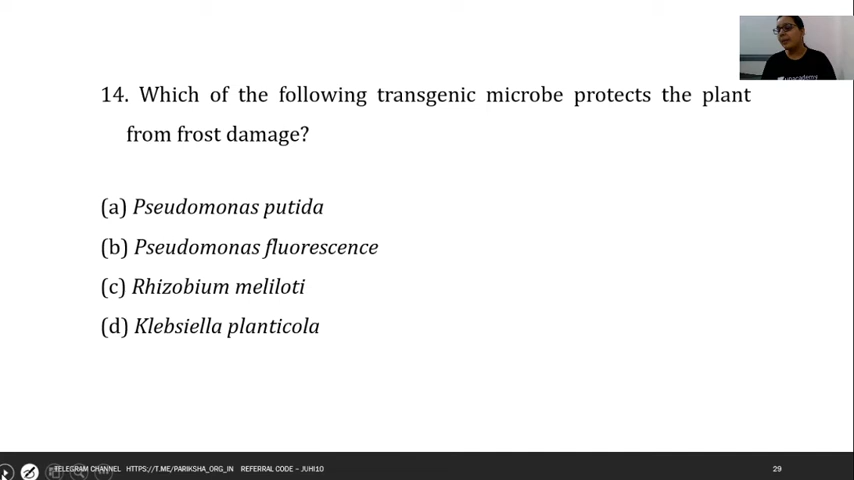 unacademy
14. Which of the following transgenic microbe protects the plant
from frost damage?
(a) Pseudomonas putida
(b) Pseudomonas fluorescence
(c) Rhizobium meliloti
(d) Klebsiella planticola
TELEGRAM CHANNEL HTTPS://T.ME/PARIKSHA_ORG_IN REFERRAL CODE – JUHI10
29